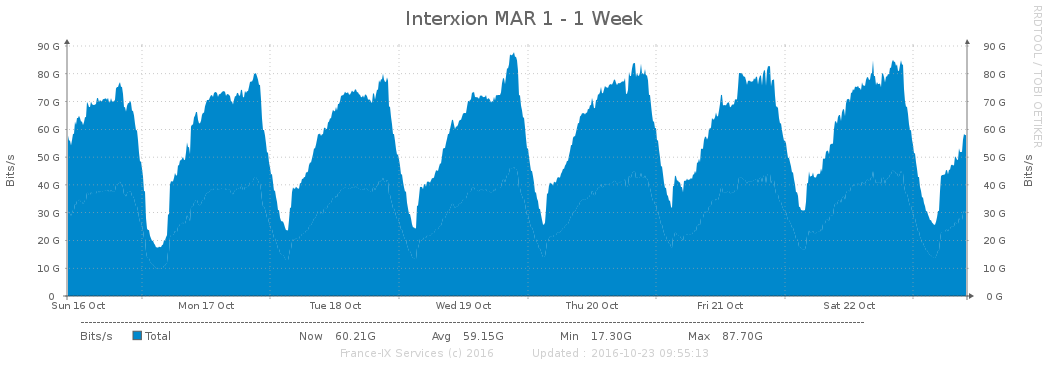 Interxion MAR 1 - 1 Week
RRDTOOL / TOBI OETIKER
90 G 90 G
80 G 80 G
70 G 70 G
60 G 60 G
50 G 50 G
40 G 40 G
30 G 30 G
20 G 20 G
10 G 10 G
0 0 G
Bits/s
Bits/s
Sun 16 Oct Mon 17 Oct Tue 18 Oct Wed 19 Oct Thu 20 Oct Fri 21 Oct Sat 22 Oct
Bits/s Total Now 60.21G Avg 59.15G Min 17.30G Max 87.70G
France-IX Services (c) 2016 Updated : 2016-10-23 09:55:13